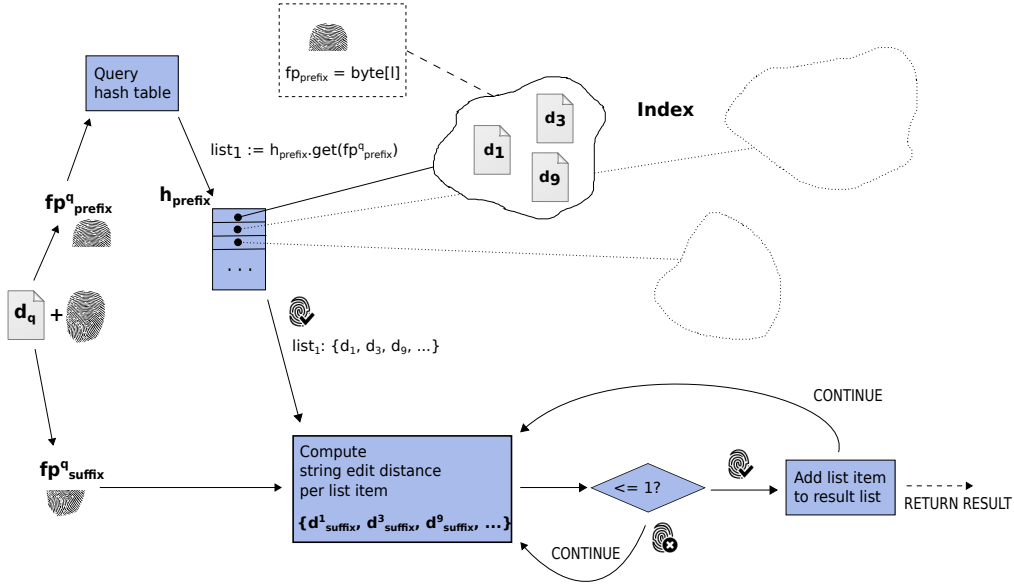 fp_prefix = byte[l]
Query
hash table
Index
d3
d1
d9
list1 := h_prefix.get(fp^q_prefix)
h_prefix
fp^q_prefix
. . .
d_q +
list1: {d1, d3, d9, ...}
CONTINUE
Compute
string edit distance
per list item
{d^1_suffix, d^3_suffix, d^9_suffix, ...}
fp^q_suffix
<= 1?
Add list item
to result list
RETURN RESULT
CONTINUE